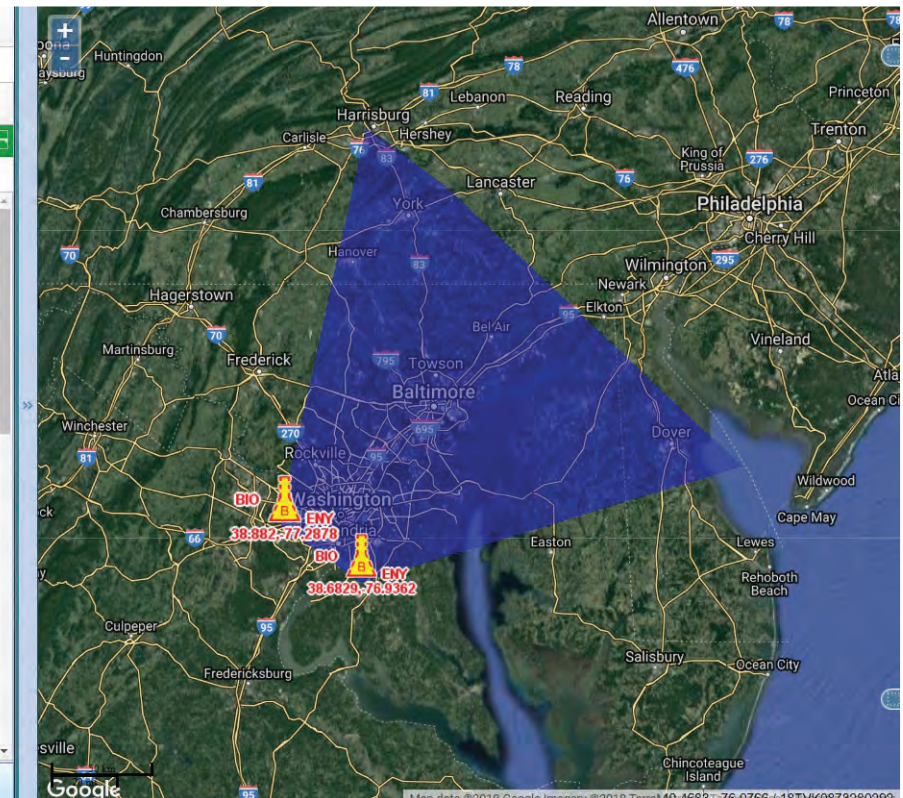 Allentown
78
78
+
-
Huntingdon
476
78
81
Princeton
Lebanon
Reading
Harrisburg
Trenton
Carlisle
Hershey
76
83
King of
Prussia
276
76
81
Lancaster
Chambersburg
York
Philadelphia
Cherry Hill
70
Hanover
83
295
Wilmington
Newark
Hagerstown
Elkton
95
70
Bel Air
Vineland
Martinsburg
795
Frederick
Towson
Baltimore
Ocean Ci
Winchester
270
695
Dover
81
Rockville
95
Wildwood
BIO
Washington
B
ENY
Cape May
38.882,-77.2878
66
BIO
Easton
Lewes
B
ENY
38.6829,-76.9362
Rehoboth
Beach
Culpeper
95
Salisbury
Fredericksburg
Ocean City
Chincoteague
Island
Google
95